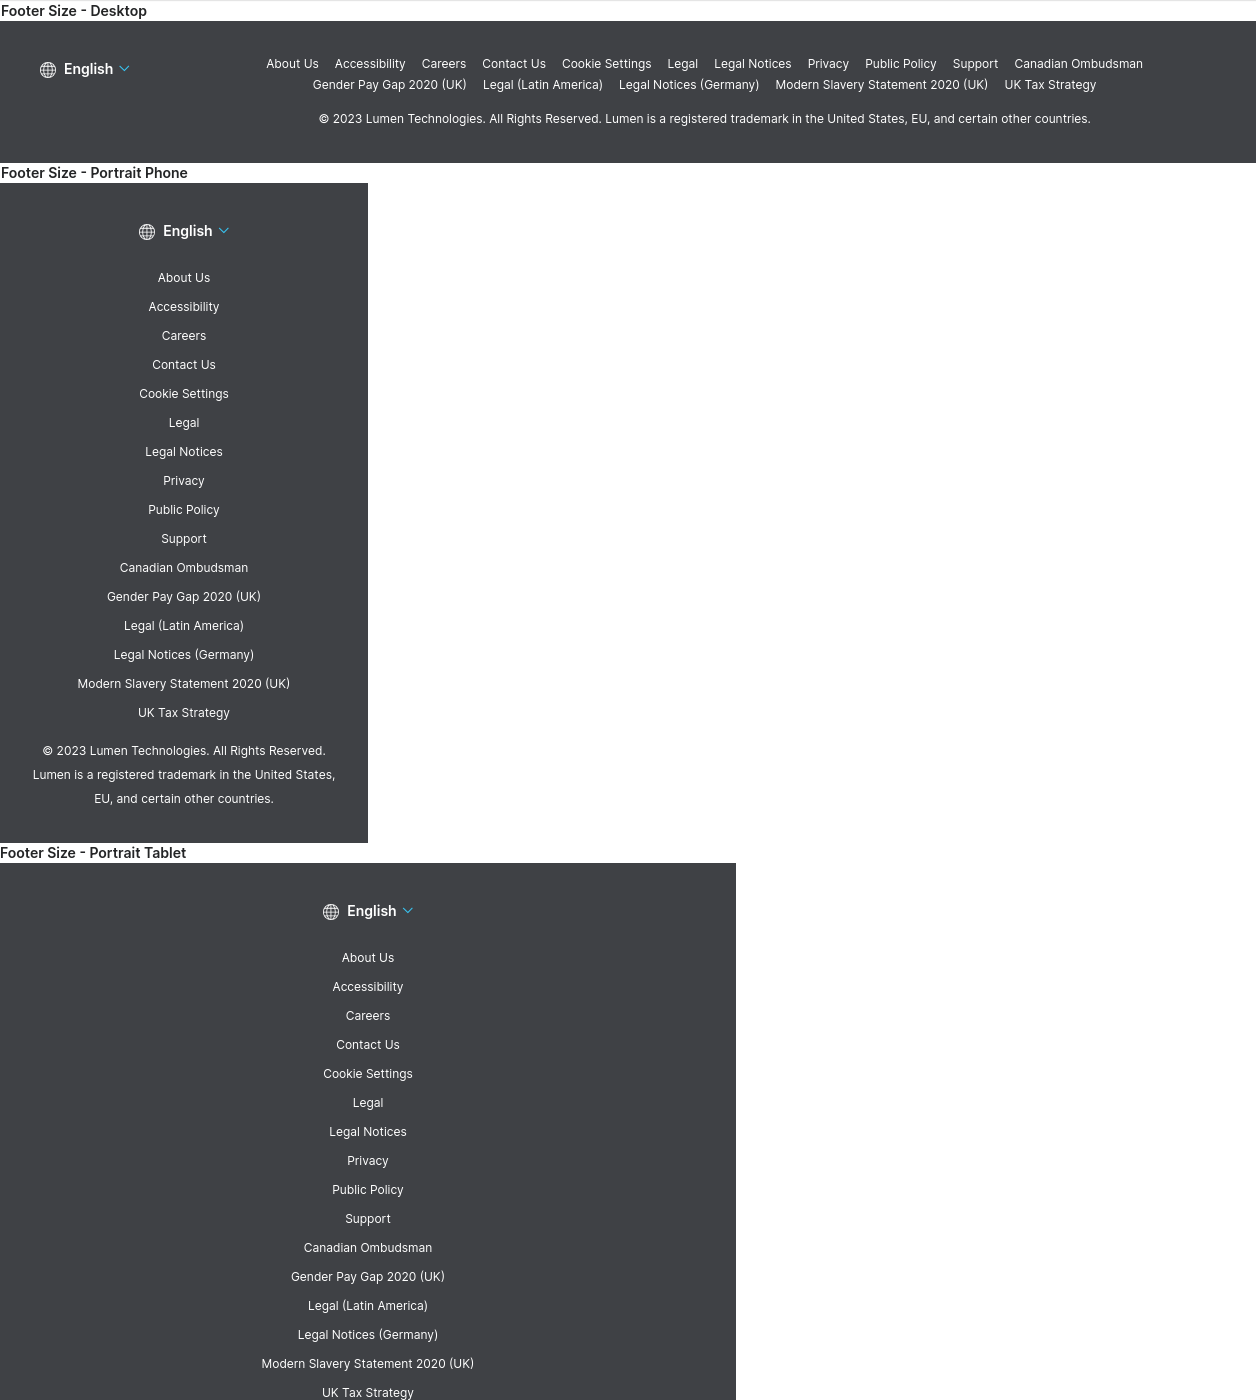 Footer Size - Desktop
English
About Us Accessibility Careers Contact Us Cookie Settings Legal Legal Notices Privacy Public Policy Support Canadian Ombudsman
Gender Pay Gap 2020 (UK) Legal (Latin America) Legal Notices (Germany) Modern Slavery Statement 2020 (UK) UK Tax Strategy
© 2023 Lumen Technologies. All Rights Reserved. Lumen is a registered trademark in the United States, EU, and certain other countries.
Footer Size - Portrait Phone
English
About Us
Accessibility
Careers
Contact Us
Cookie Settings
Legal
Legal Notices
Privacy
Public Policy
Support
Canadian Ombudsman
Gender Pay Gap 2020 (UK)
Legal (Latin America)
Legal Notices (Germany)
Modern Slavery Statement 2020 (UK)
UK Tax Strategy
© 2023 Lumen Technologies. All Rights Reserved.
Lumen is a registered trademark in the United States,
EU, and certain other countries.
Footer Size - Portrait Tablet
English
About Us
Accessibility
Careers
Contact Us
Cookie Settings
Legal
Legal Notices
Privacy
Public Policy
Support
Canadian Ombudsman
Gender Pay Gap 2020 (UK)
Legal (Latin America)
Legal Notices (Germany)
Modern Slavery Statement 2020 (UK)
UK Tax Strategy